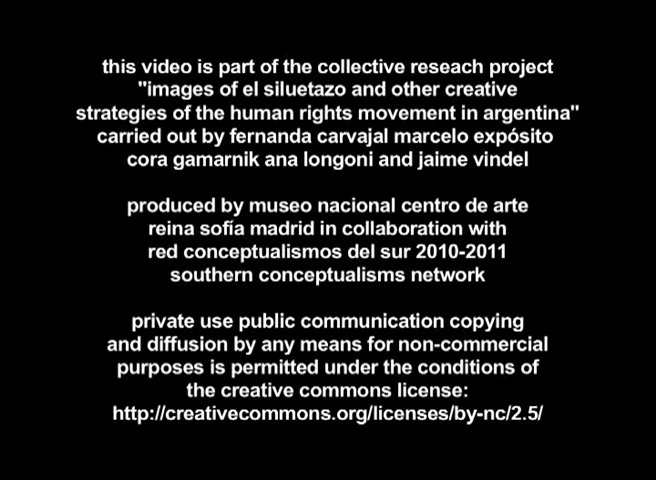 this video is part of the collective reseach project
"images of el siluetazo and other creative
strategies of the human rights movement in argentina"
carried out by fernanda carvajal marcelo expósito
cora gamarnik ana longoni and jaime vindel
produced by museo nacional centro de arte
reina sofía madrid in collaboration with
red conceptualismos del sur 2010-2011
southern conceptualisms network
private use public communication copying
and diffusion by any means for non-commercial
purposes is permitted under the conditions of
the creative commons license:
http://creativecommons.org/licenses/by-nc/2.5/